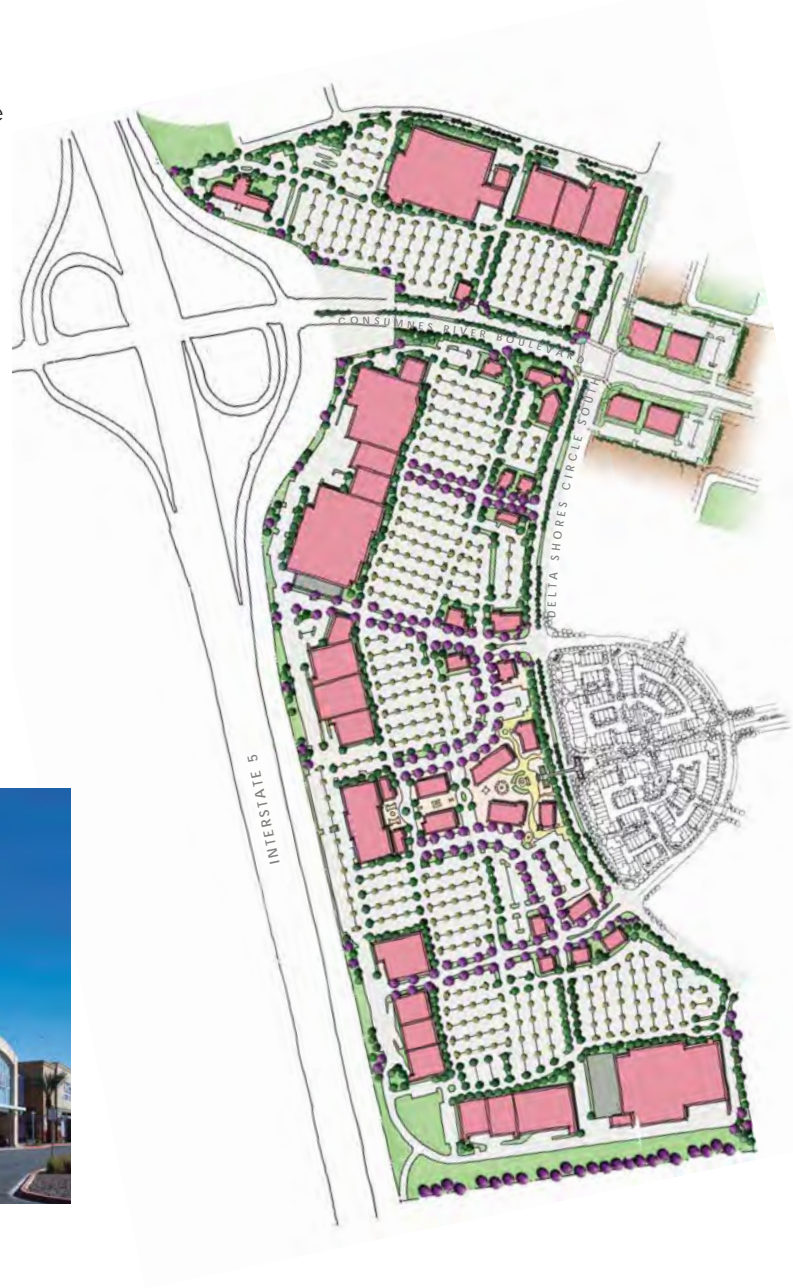 e
CONSUMNES RIVER BOULEVARD
DELTA SHORES CIRCLE SOUTH
INTERSTATE 5